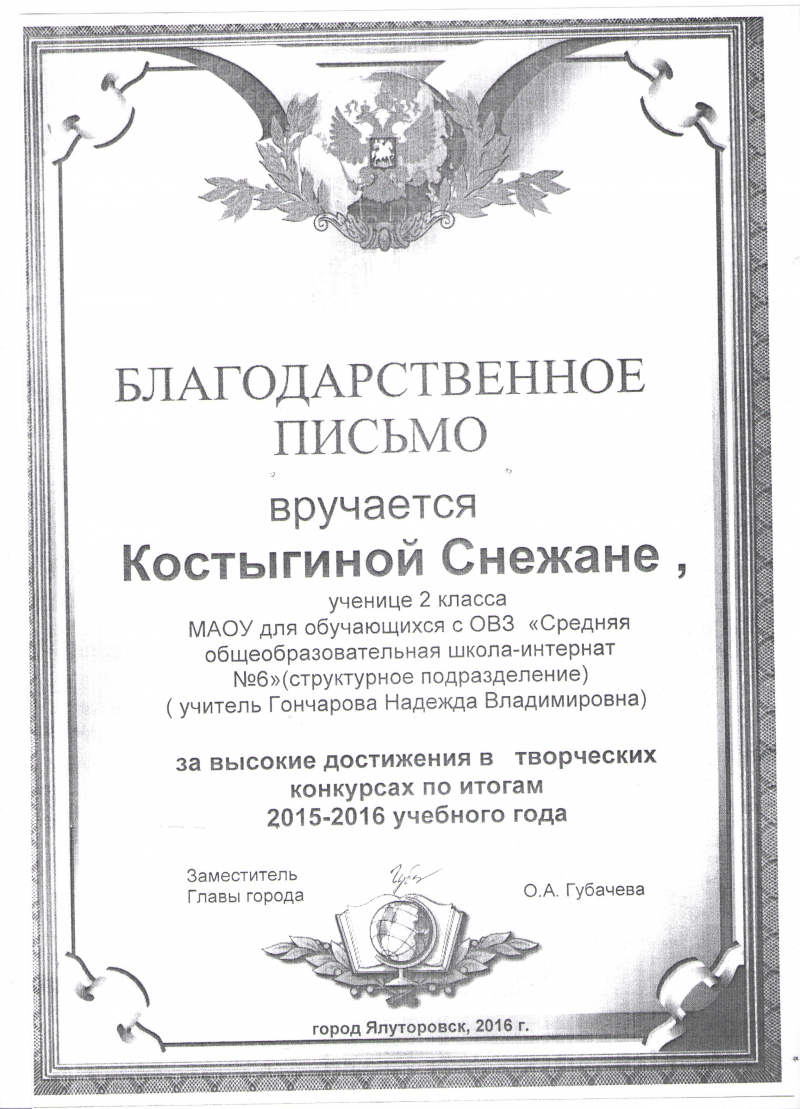 БЛАГОДАРСТВЕННОЕ
ПИСЬМО
вручается
Костыгиной Снежане ,
ученице 2 класса
МАОУ для обучающихся с ОВЗ «Средняя
общеобразовательная школа-интернат
№6»(структурное подразделение)
( учитель Гончарова Надежда Владимировна)
за высокие достижения в творческих
конкурсах по итогам
2015-2016 учебного года
Заместитель
Главы города
О.А. Губачева
город Ялуторовск, 2016 г.